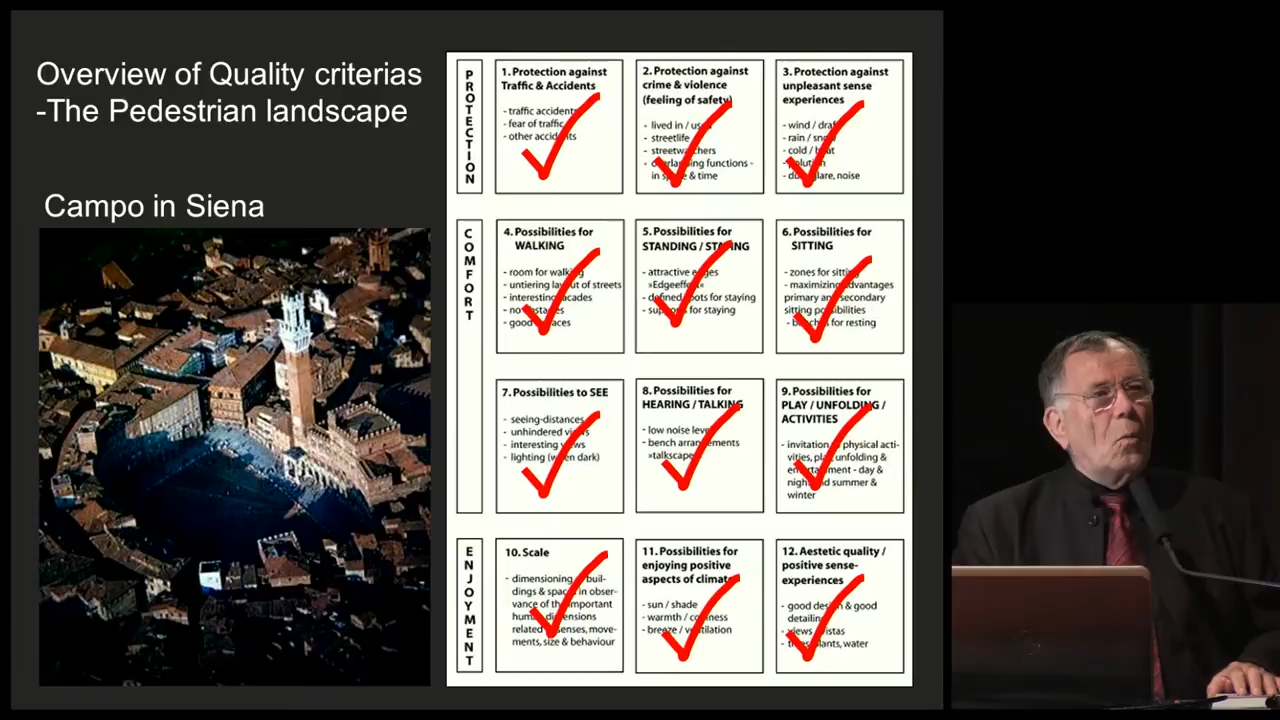 Overview of Quality criterias
-The Pedestrian landscape
Campo in Siena
PROTECTION
1. Protection against
Traffic & Accidents
- traffic accidents
- fear of traffic
- other accidents
2. Protection against
crime & violence
(feeling of safety)
- lived in / used
- streetlife
- streetwatchers
- overlapping functions -
in space & time
3. Protection against
unpleasant sense
experiences
- wind / draft
- rain / snow
- cold / heat
- pollution
- dust, glare, noise
COMFORT
4. Possibilities for
WALKING
- room for walking
- untiering layout of streets
- interesting facades
- no obstacles
- good surfaces
5. Possibilities for
STANDING / STAYING
- attractive edges
»Edgeeffect«
- defined spots for staying
- supports for staying
6. Possibilities for
SITTING
- zones for sitting
- maximizing advantages
primary and secondary
sitting possibilities
- benches for resting
7. Possibilities to SEE
- seeing-distances
- unhindered views
- interesting views
- lighting (when dark)
8. Possibilities for
HEARING / TALKING
- low noise level
- bench arrangements
»talkscapes«
9. Possibilities for
PLAY / UNFOLDING /
ACTIVITIES
- invitation to physical acti-
vities, play, unfolding &
entertainment - day &
night and summer &
winter
ENJOYMENT
10. Scale
- dimensioning of buil-
dings & spaces in obser-
vance of the important
human dimensions
related to senses, move-
ments, size & behaviour
11. Possibilities for
enjoying positive
aspects of climate
- sun / shade
- warmth / coolness
- breeze / ventilation
12. Aestetic quality /
positive sense-
experiences
- good design & good
detailing
- views / vistas
- trees, plants, water